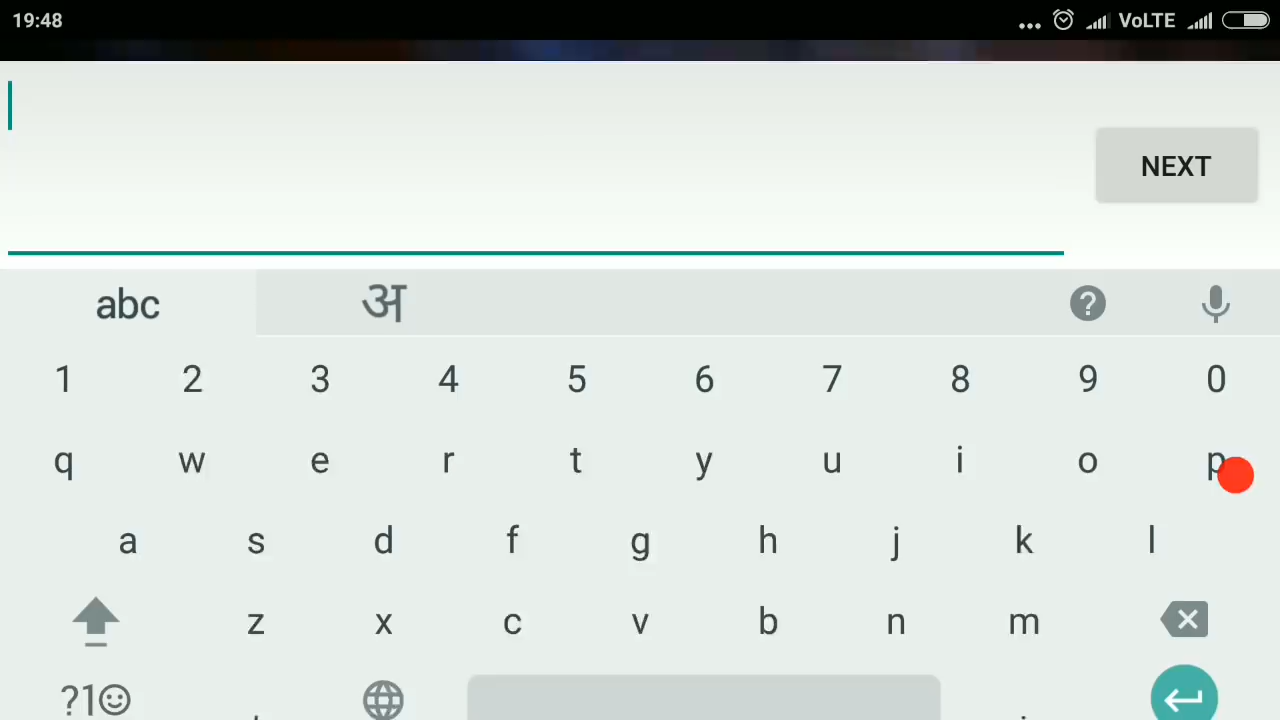 19:48 ... VoLTE
NEXT
abc अ ?
1 2 3 4 5 6 7 8 9 0
q w e r t y u i o p
a s d f g h j k l
z x c v b n m
?1☺